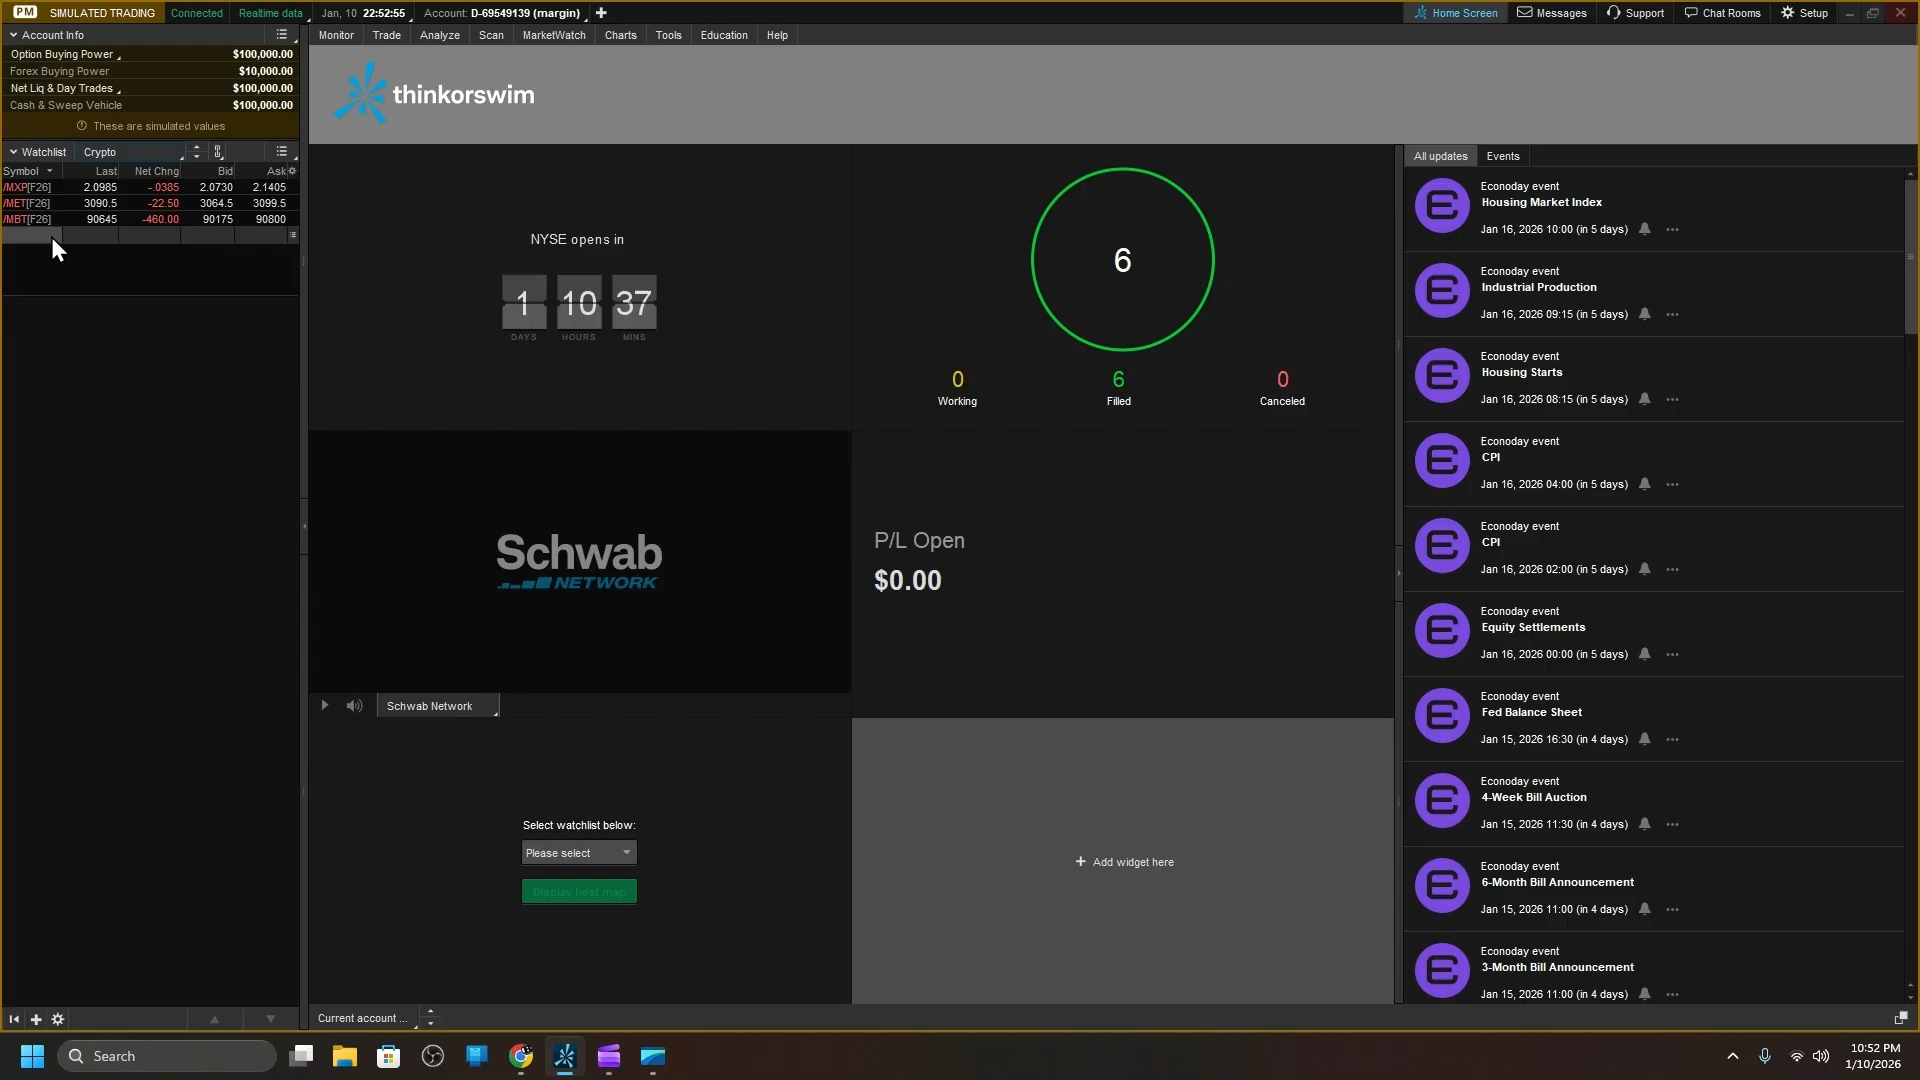 PM SIMULATED TRADING Connected Realtime data Jan, 10 22:52:55 Account: D-69549139 (margin) Home Screen Messages Support Chat Rooms Setup
Account Info
Option Buying Power $100,000.00
Forex Buying Power $10,000.00
Net Liq & Day Trades $100,000.00
Cash & Sweep Vehicle $100,000.00
These are simulated values
Watchlist Crypto
Symbol Last Net Chng Bid Ask
/MXP[F26] 2.0985 -.0385 2.0730 2.1405
/MET[F26] 3090.5 -22.50 3064.5 3099.5
/MBT[F26] 90645 -460.00 90175 90800
Monitor Trade Analyze Scan MarketWatch Charts Tools Education Help
thinkorswim
NYSE opens in
1 10 37
DAYS HOURS MINS
6
0 6 0
Working Filled Canceled
Schwab
NETWORK
P/L Open
$0.00
Schwab Network
Select watchlist below:
Please select
Display heat map
+ Add widget here
Current account ...
All updates Events
Econoday event
Housing Market Index
Jan 16, 2026 10:00 (in 5 days)
Econoday event
Industrial Production
Jan 16, 2026 09:15 (in 5 days)
Econoday event
Housing Starts
Jan 16, 2026 08:15 (in 5 days)
Econoday event
CPI
Jan 16, 2026 04:00 (in 5 days)
Econoday event
CPI
Jan 16, 2026 02:00 (in 5 days)
Econoday event
Equity Settlements
Jan 16, 2026 00:00 (in 5 days)
Econoday event
Fed Balance Sheet
Jan 15, 2026 16:30 (in 4 days)
Econoday event
4-Week Bill Auction
Jan 15, 2026 11:30 (in 4 days)
Econoday event
6-Month Bill Announcement
Jan 15, 2026 11:00 (in 4 days)
Econoday event
3-Month Bill Announcement
Jan 15, 2026 11:00 (in 4 days)
Search
10:52 PM
1/10/2026